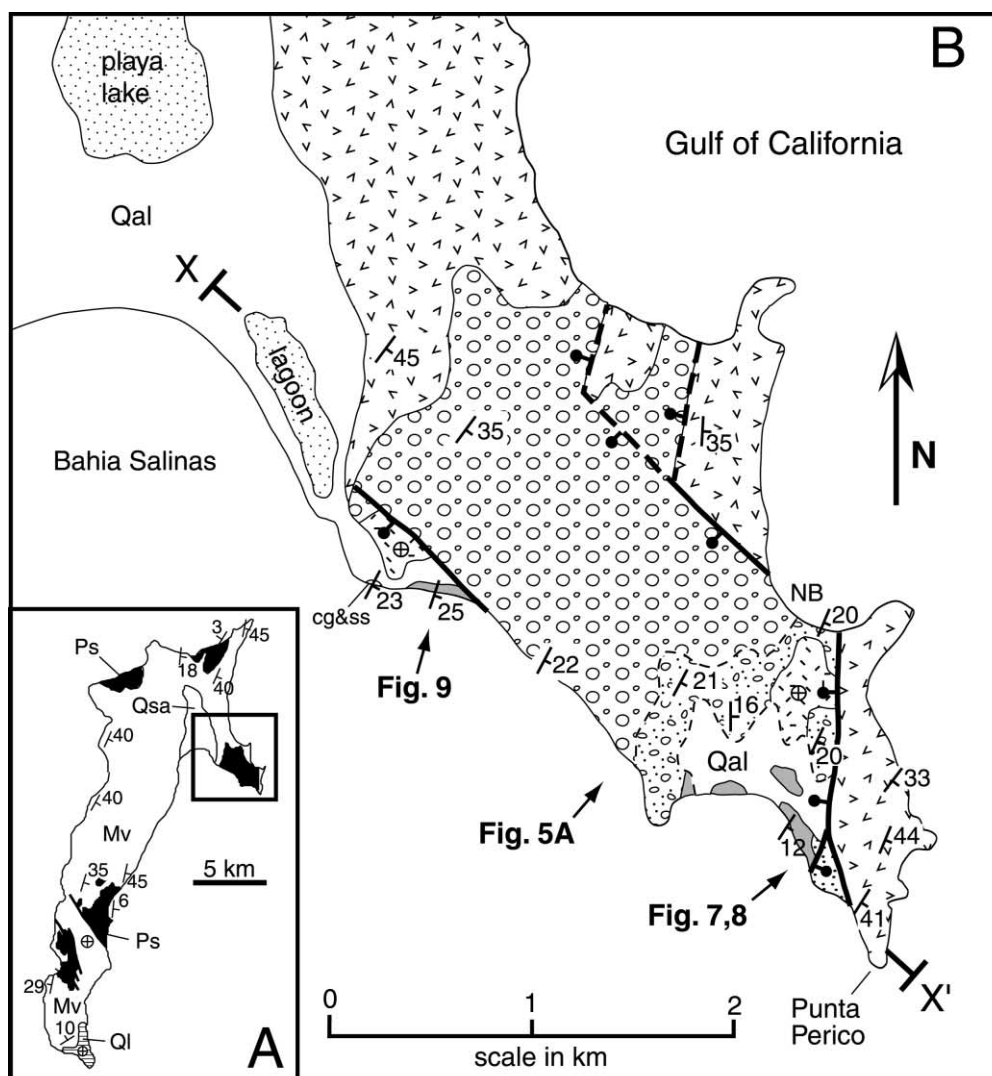 B
playa
lake
Gulf of California
Qal
X
lagoon
45
35
35
N
Bahia Salinas
NB
20
cg&ss
23
25
22
21
16
Fig. 9
Qal
20
33
Fig. 5A
12
44
Fig. 7,8
41
Punta
Perico
X'
0
1
2
scale in km
Ps
3
45
18
40
Qsa
40
40
Mv
5 km
35
45
6
Ps
29
Mv
10
Ql
A